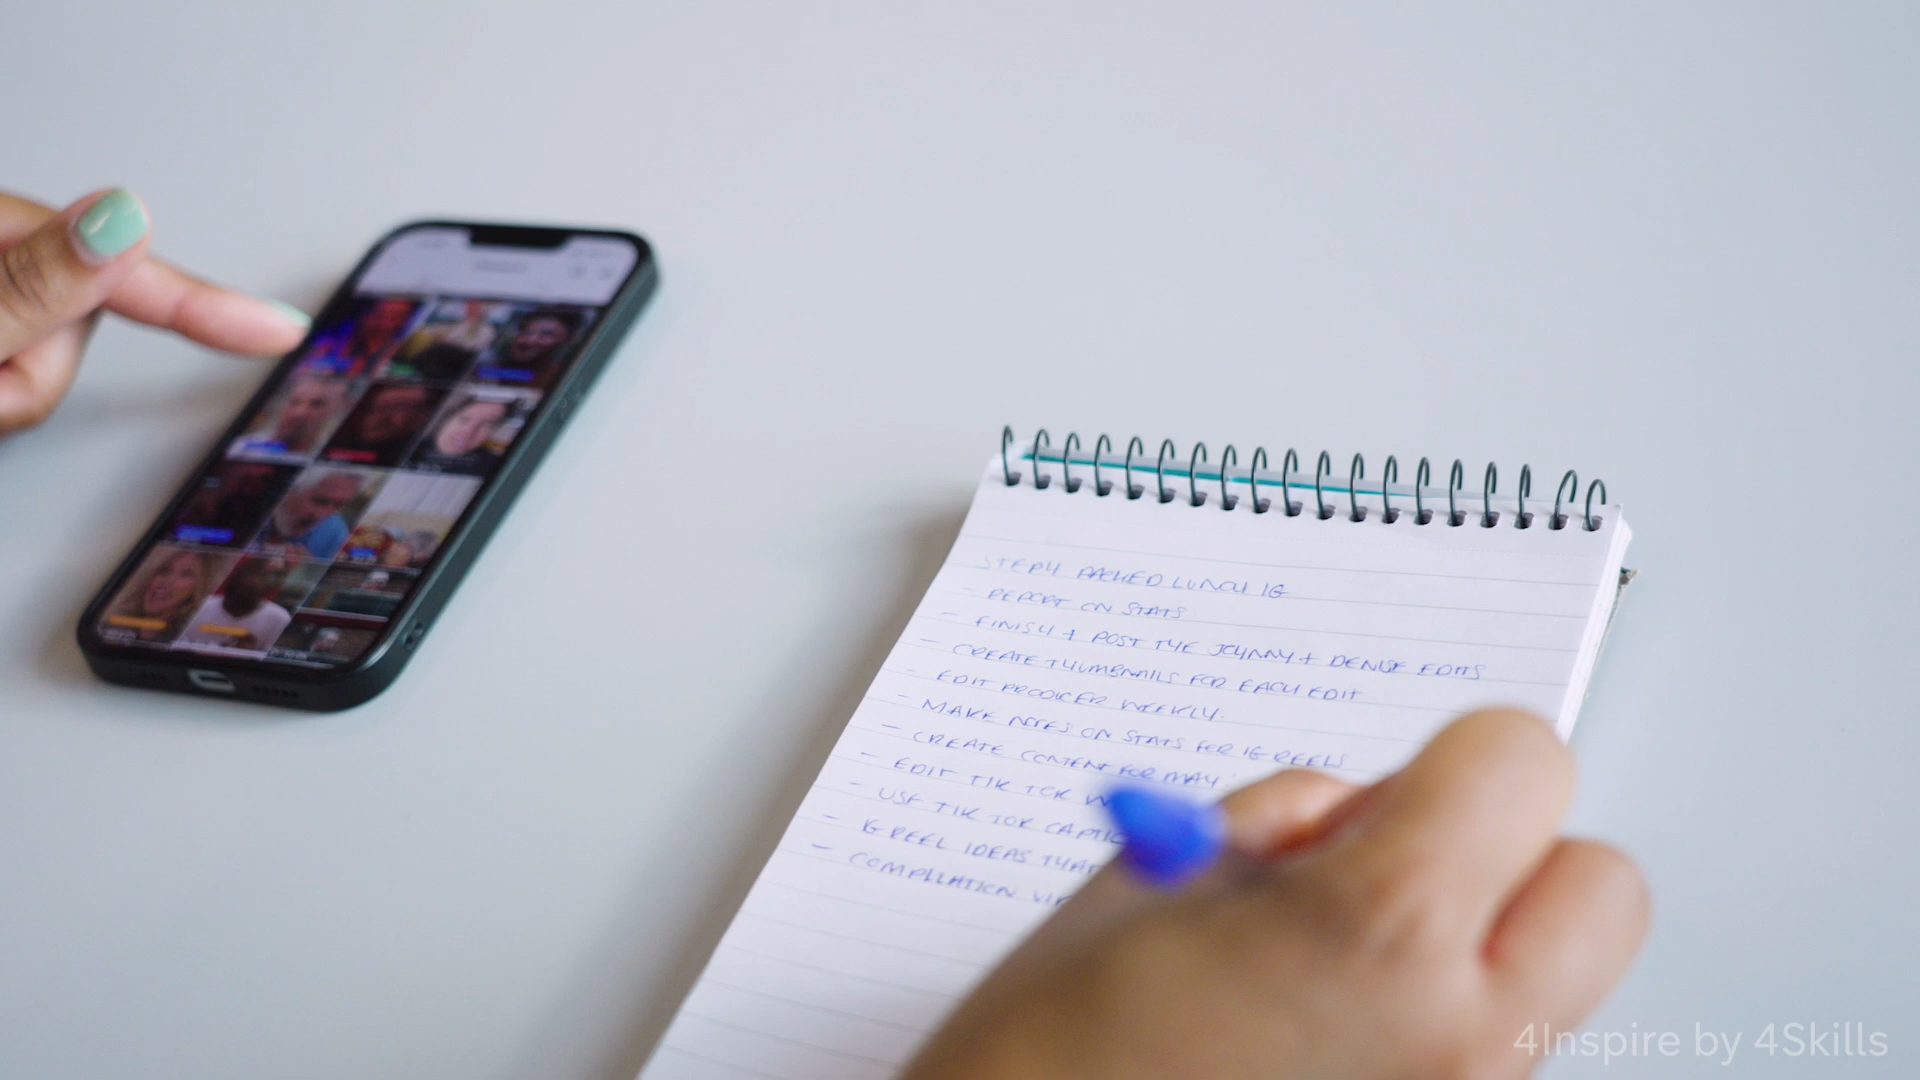 STEPH PACKED LUNCH IG
- REPORT ON STATS
- FINISH + POST THE JOHNNY + DENISE EDITS
- CREATE THUMBNAILS FOR EACH EDIT
- EDIT PRODUCER WEEKLY.
- MAKE NOTES ON STATS FOR IG REELS
- CREATE CONTENT FOR MAY:
- EDIT TIK TOK
- USE TIK TOK
- IG REEL IDEAS THAT
- COMPILATION
4Inspire by 4Skills